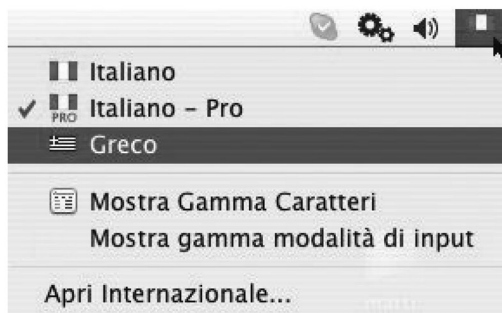 Italiano
PRO Italiano – Pro
Greco
Mostra Gamma Caratteri
Mostra gamma modalità di input
Apri Internazionale...